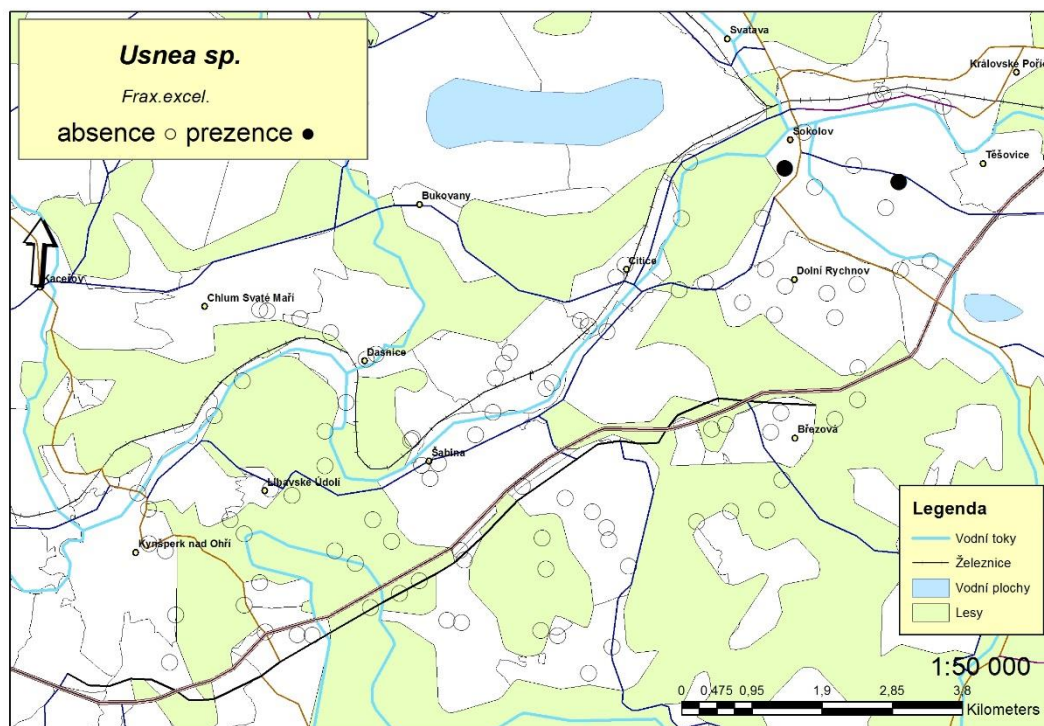 Usnea sp.
Frax.excel.
absence ○ prezence ●
Svatava
Královské Poříč
Sokolov
Těšovice
Bukovany
Citice
Kaceřov
Dolní Rychnov
Chlum Svaté Maří
Dasnice
Březová
Šabina
Libavské Údolí
Kynšperk nad Ohří
Legenda
Vodní toky
Železnice
Vodní plochy
Lesy
1:50 000
0 0,475 0,95 1,9 2,85 3,8
Kilometers